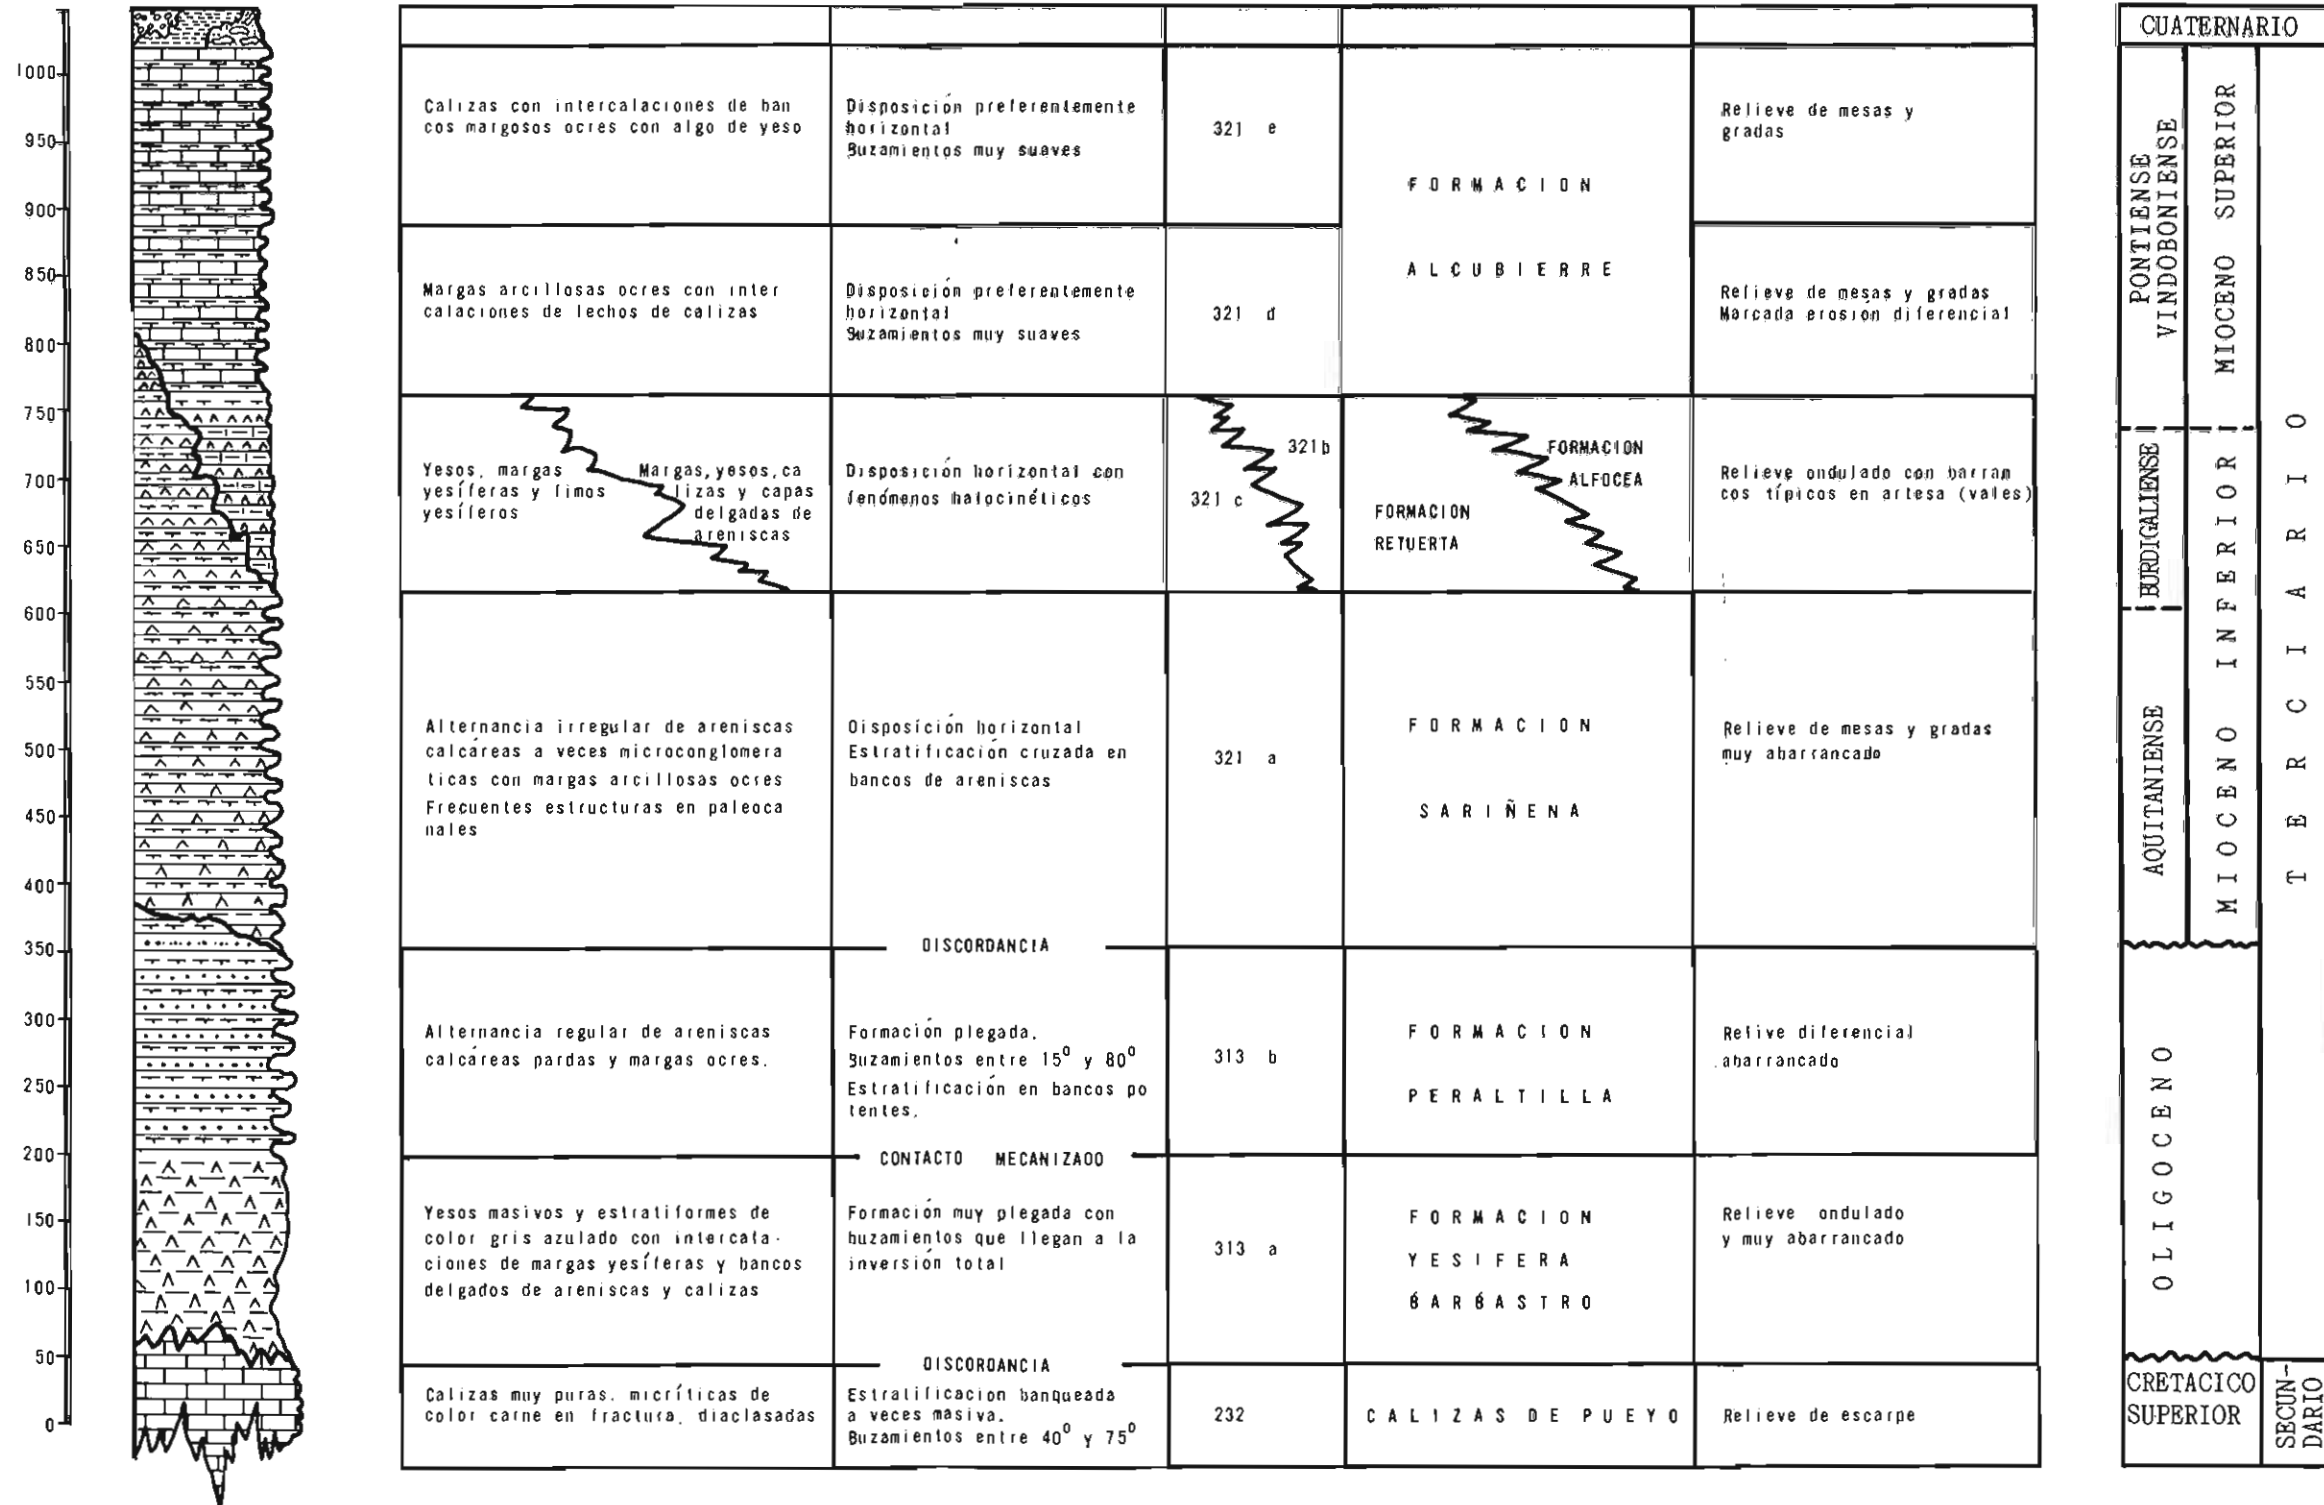 1000
950
900
850
800
750
700
650
600
550
500
450
400
350
300
250
200
150
100
50
0
Calizas con intercalaciones de ban
cos margosos ocres con algo de yeso
Disposición preferentemente
horizontal
Buzamientos muy suaves
321 e
FORMACION
ALCUBIERRE
Relieve de mesas y
gradas
Margas arcillosas ocres con inter
calaciones de lechos de calizas
Disposición preferentemente
horizontal
Buzamientos muy suaves
321 d
Relieve de mesas y gradas
Marcada erosión diferencial
Yesos, margas
yesíferas y limos
yesíferos
Margas, yesos, ca
lizas y capas
delgadas de
areniscas
Disposición horizontal con
fenómenos halocinéticos
321 c
321b
FORMACION
RETUERTA
FORMACION
ALFOCEA
Relieve ondulado con barran
cos típicos en artesa (vales)
Alternancia irregular de areniscas
calcáreas a veces microconglomera
ticas con margas arcillosas ocres
Frecuentes estructuras en paleoca
nales
Disposición horizontal
Estratificación cruzada en
bancos de areniscas
321 a
FORMACION
SARIÑENA
Relieve de mesas y gradas
muy abarrancado
DISCORDANCIA
Alternancia regular de areniscas
calcáreas pardas y margas ocres.
Formación plegada.
Buzamientos entre 15º y 80º
Estratificación en bancos po
tentes.
313 b
FORMACION
PERALTILLA
Relive diferencial
abarrancado
CONTACTO MECANIZADO
Yesos masivos y estratiformes de
color gris azulado con intercala-
ciones de margas yesíferas y bancos
delgados de areniscas y calizas
Formación muy plegada con
buzamientos que llegan a la
inversión total
313 a
FORMACION
YESIFERA
BARBASTRO
Relieve ondulado
y muy abarrancado
DISCORDANCIA
Calizas muy puras. micríticas de
color carne en fractura, diaclasadas
Estratificacion banqueada
a veces masiva.
Buzamientos entre 40º y 75º
232
CALIZAS DE PUEYO
Relieve de escarpe
CUATERNARIO
PONTIENSE
VINDOBONIENSE
MIOCENO SUPERIOR
BURDIGALIENSE
AQUITANIENSE
MIOCENO INFERIOR
TERCIARIO
OLIGOCENO
CRETACICO
SUPERIOR
SECUN-
DARIO